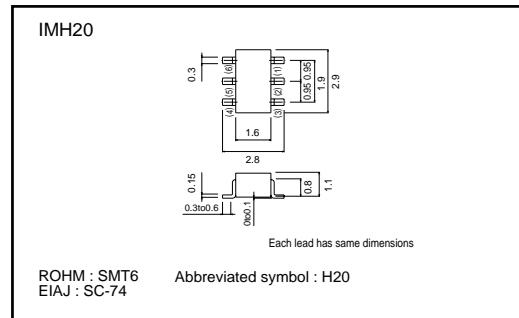 IMH20
0.3
(6)
(5)
(4)
(1)
(2)
(3)
0.95 0.95
1.9
2.9
1.6
2.8
0.15
0.3to0.6
0to0.1
0.8
1.1
Each lead has same dimensions
ROHM : SMT6 Abbreviated symbol : H20
EIAJ : SC-74